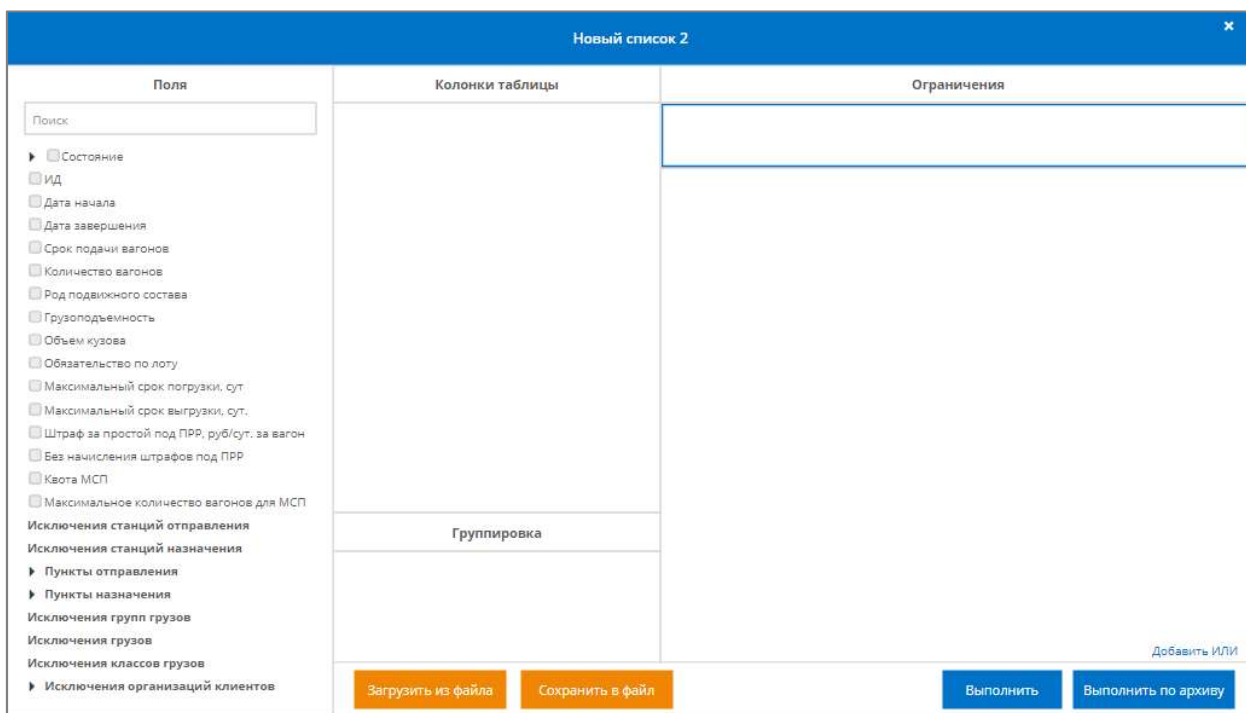 Новый список 2
Поля
Поиск
Состояние
ИД
Дата начала
Дата завершения
Срок подачи вагонов
Количество вагонов
Род подвижного состава
Грузоподъемность
Объем кузова
Обязательство по лоту
Максимальный срок погрузки, сут
Максимальный срок выгрузки, сут.
Штраф за простой под ПРР, руб/сут. за вагон
Без начисления штрафов под ПРР
Квота МСП
Максимальное количество вагонов для МСП
Исключения станций отправления
Исключения станций назначения
Пункты отправления
Пункты назначения
Исключения групп грузов
Исключения грузов
Исключения классов грузов
Исключения организаций клиентов
Колонки таблицы
Группировка
Ограничения
Добавить ИЛИ
Загрузить из файла
Сохранить в файл
Выполнить
Выполнить по архиву